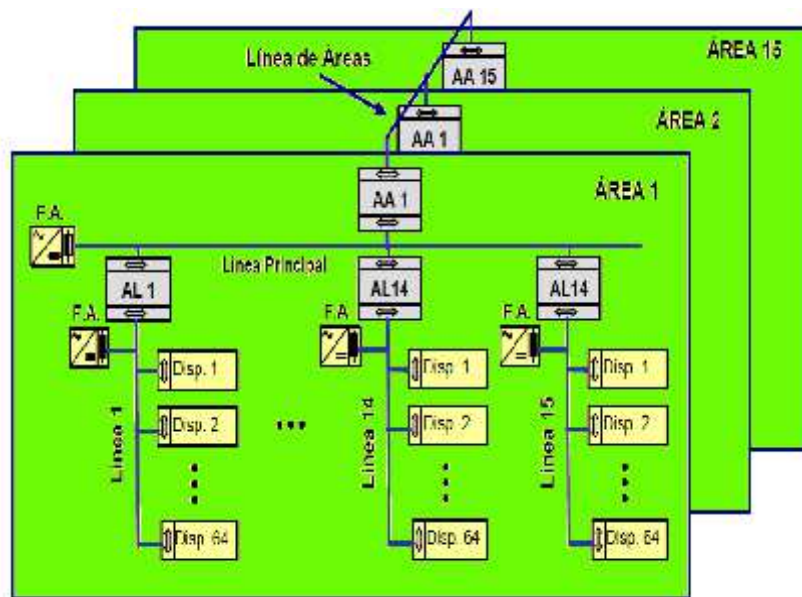 ÁREA 15
Línea de Áreas
AA 15
ÁREA 2
AA 1
ÁREA 1
AA 1
F.A.
Línea Principal
AL 1
AL14
AL14
F.A.
F.A.
F.A.
Disp. 1
Disp. 1
Disp. 1
Disp. 2
Disp. 2
Disp. 2
Línea 1
Línea 14
Línea 15
Disp. 64
Disp. 64
Disp. 64